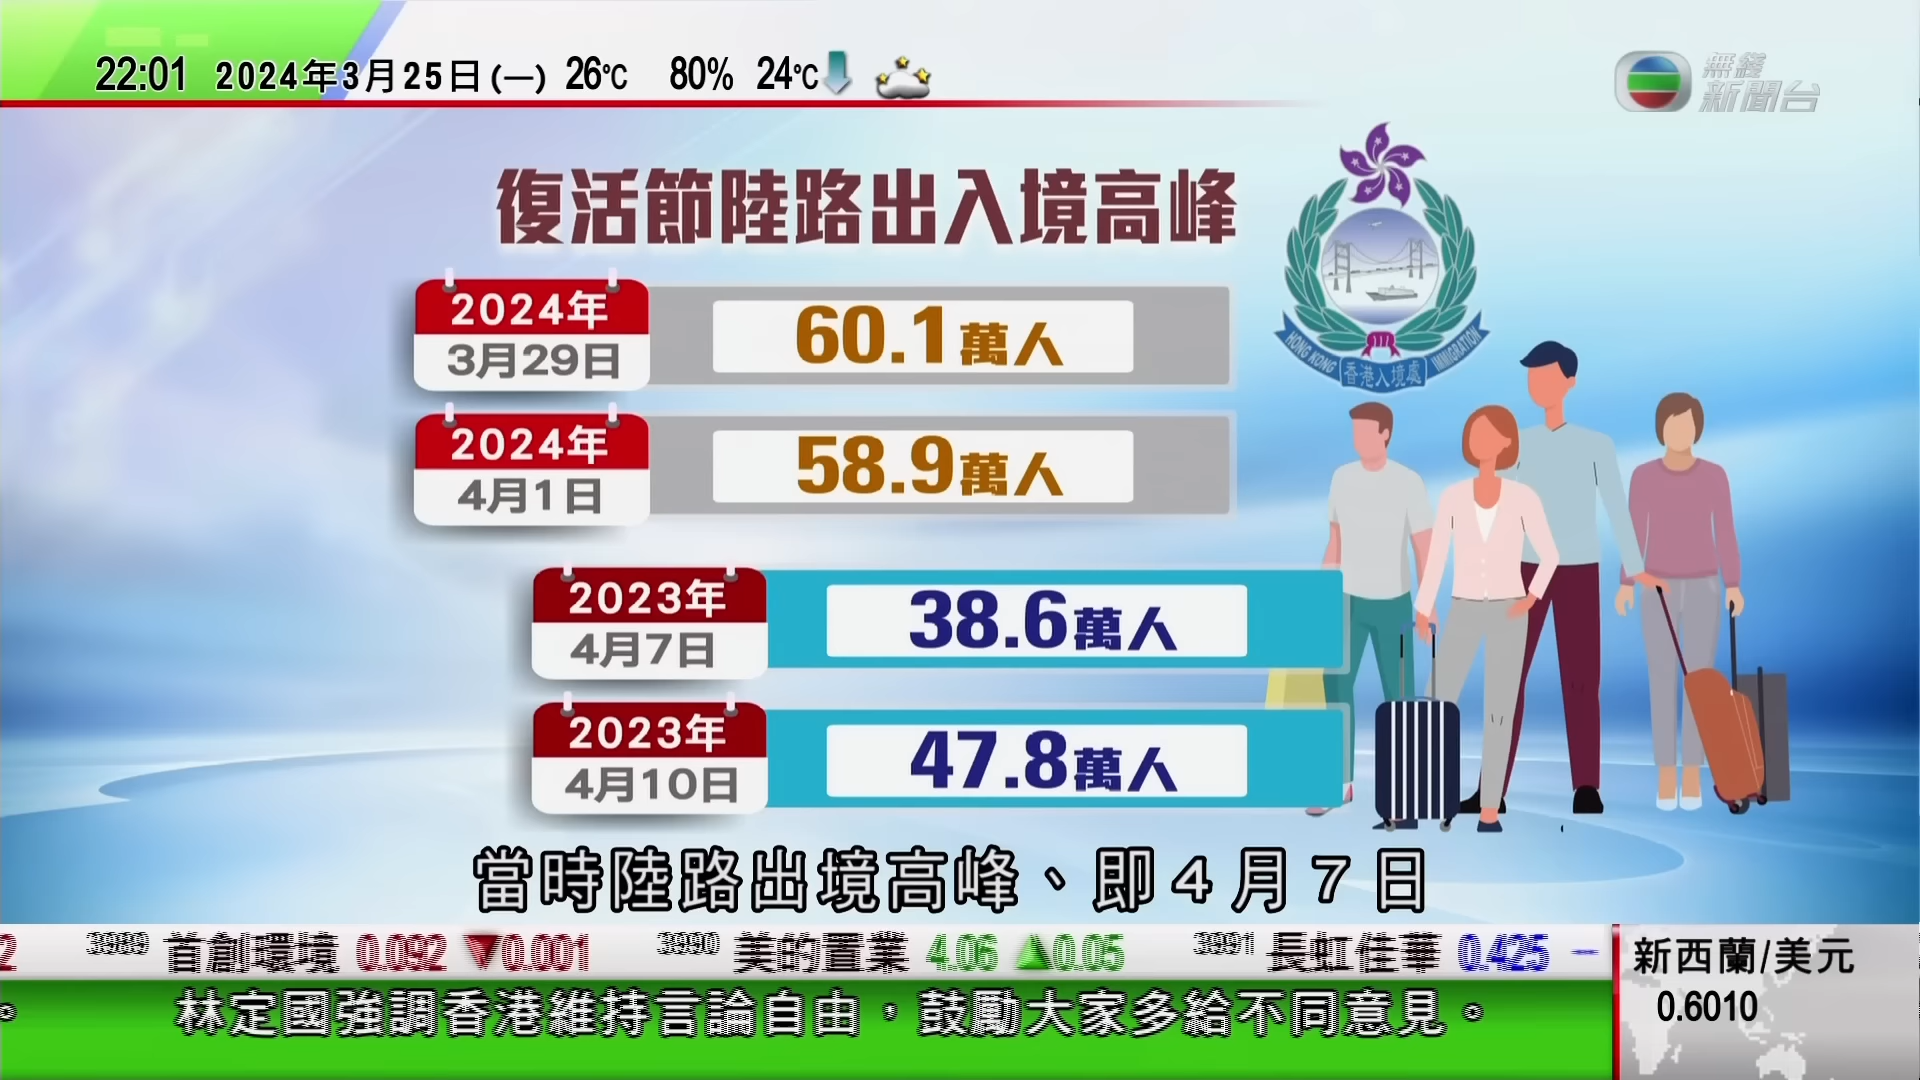 22:01 2024年3月25日(一) 26℃ 80% 24℃
無綫
新聞台
復活節陸路出入境高峰
HONG KONG 香港入境處 IMMIGRATION
2024年
3月29日
60.1萬人
2024年
4月1日
58.9萬人
2023年
4月7日
38.6萬人
2023年
4月10日
47.8萬人
當時陸路出境高峰、即4月7日
2 3989 首創環境 0.092 ▼0.001 3990 美的置業 4.06 ▲0.05 3991 長虹佳華 0.425 –
新西蘭/美元
0.6010
。 林定國強調香港維持言論自由，鼓勵大家多給不同意見。